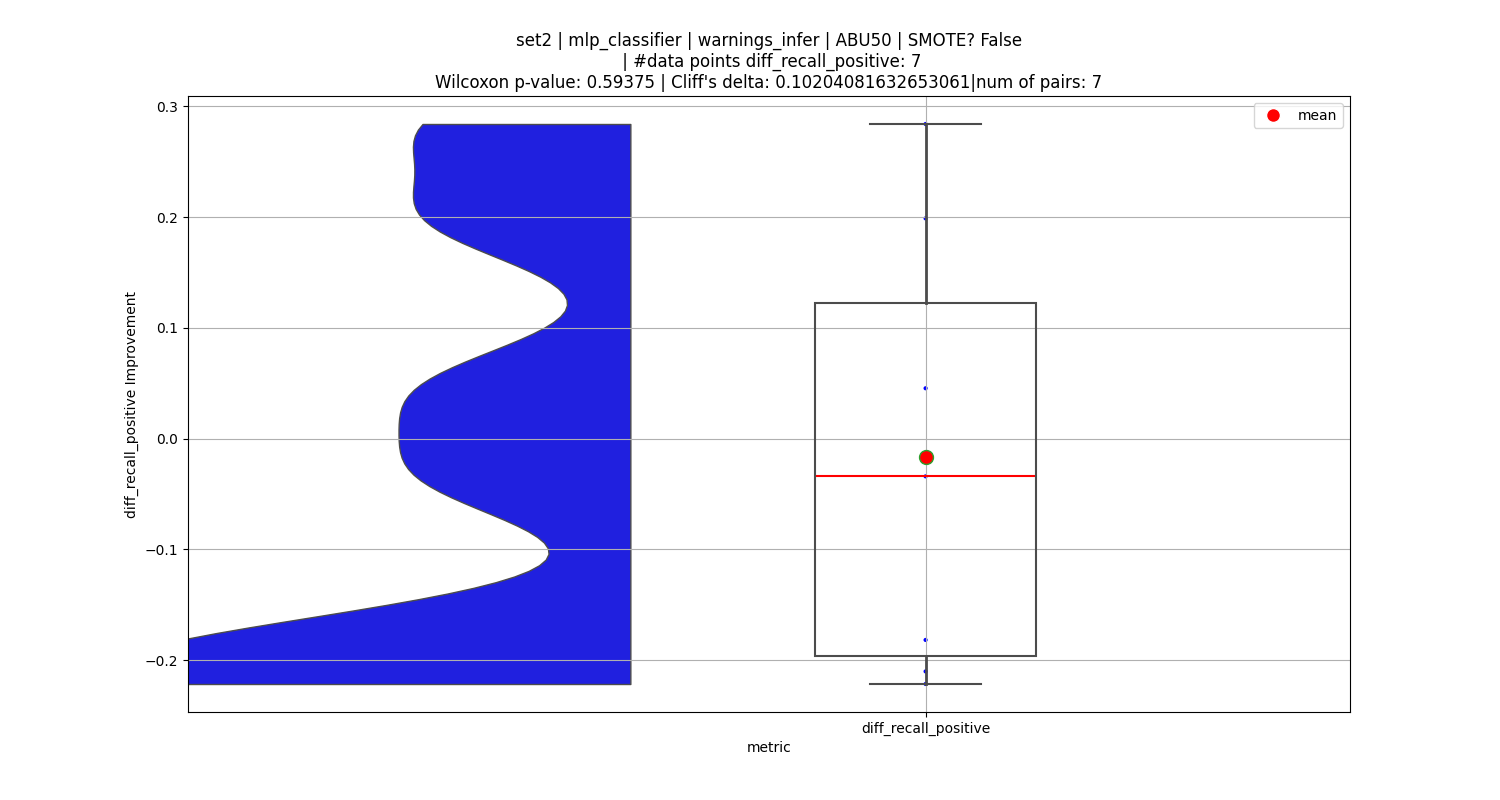 set2 | mlp_classifier | warnings_infer | ABU50 | SMOTE? False
| #data points diff_recall_positive: 7
Wilcoxon p-value: 0.59375 | Cliff's delta: 0.10204081632653061|num of pairs: 7
mean
0.3
0.2
0.1
0.0
−0.1
−0.2
diff_recall_positive Improvement
diff_recall_positive
metric